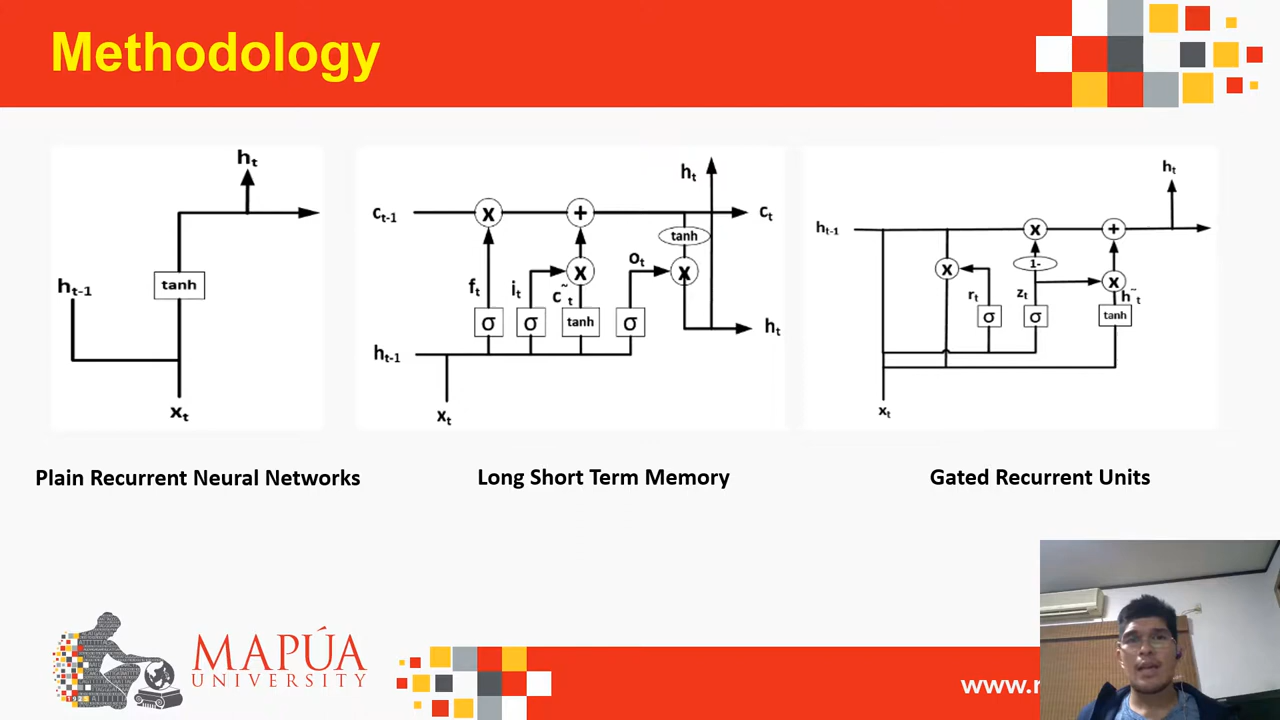 Methodology
hₜ
tanh
hₜ₋₁
xₜ
hₜ
cₜ₋₁
x
+
cₜ
tanh
oₜ
x
x
fₜ
iₜ
c̃ₜ
σ
σ
tanh
σ
hₜ
hₜ₋₁
xₜ
hₜ
hₜ₋₁
x
+
1-
x
x
rₜ
zₜ
h̃ₜ
σ
σ
tanh
xₜ
Plain Recurrent Neural Networks
Long Short Term Memory
Gated Recurrent Units
MAPÚA
UNIVERSITY
www.